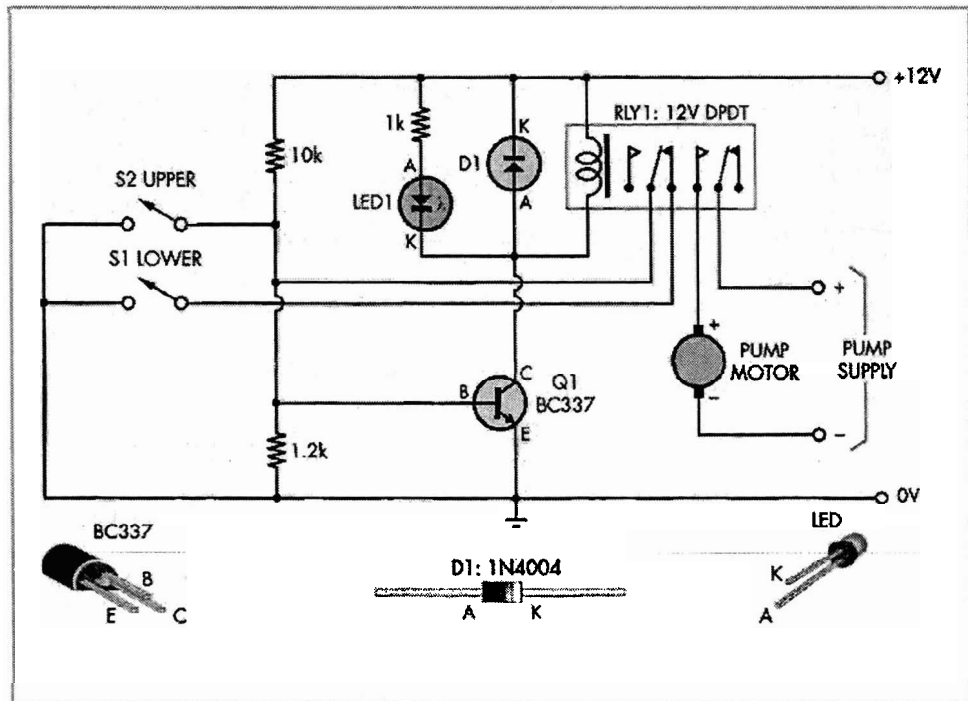 +12V
RLY1: 12V DPDT
1k
K
10k
A
D1
S2 UPPER
LED1
A
K
S1 LOWER
+
+
PUMP
MOTOR
PUMP
SUPPLY
C
Q1
B
BC337
−
E
−
1.2k
0V
BC337
LED
D1: 1N4004
B
K
E
C
A
K
A